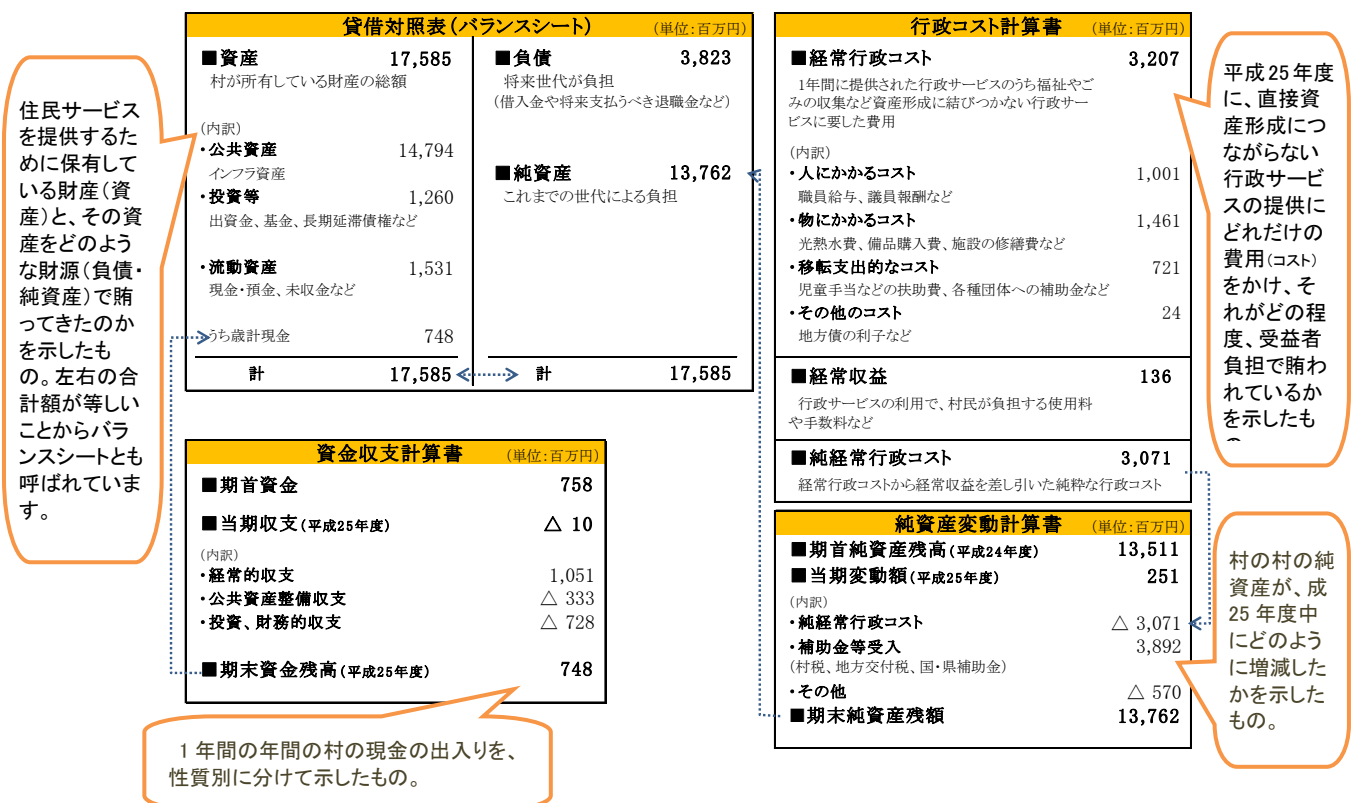 貸借対照表(バランスシート) (単位:百万円)
■資産 17,585
村が所有している財産の総額
(内訳)
・公共資産 14,794
インフラ資産
・投資等 1,260
出資金、基金、長期延滞債権など
・流動資産 1,531
現金・預金、未収金など
うち歳計現金 748
計 17,585
■負債 3,823
将来世代が負担
(借入金や将来支払うべき退職金など)
■純資産 13,762
これまでの世代による負担
計 17,585
住民サービス
を提供するた
めに保有して
いる財産(資
産)と、その資
産をどのよう
な財源(負債・
純資産)で賄
ってきたのか
を示したも
の。左右の合
計額が等しい
ことからバラ
ンスシートとも
呼ばれていま
す。
行政コスト計算書 (単位:百万円)
■経常行政コスト 3,207
1年間に提供された行政サービスのうち福祉やご
みの収集など資産形成に結びつかない行政サー
ビスに要した費用
(内訳)
・人にかかるコスト 1,001
職員給与、議員報酬など
・物にかかるコスト 1,461
光熱水費、備品購入費、施設の修繕費など
・移転支出的なコスト 721
児童手当などの扶助費、各種団体への補助金など
・その他のコスト 24
地方債の利子など
■経常収益 136
行政サービスの利用で、村民が負担する使用料
や手数料など
■純経常行政コスト 3,071
経常行政コストから経常収益を差し引いた純粋な行政コスト
平成25年度
に、直接資
産形成につ
ながらない
行政サービ
スの提供に
どれだけの
費用(コスト)
をかけ、そ
れがどの程
度、受益者
負担で賄わ
れているか
を示したも
資金収支計算書 (単位:百万円)
■期首資金 758
■当期収支(平成25年度) △ 10
(内訳)
・経常的収支 1,051
・公共資産整備収支 △ 333
・投資、財務的収支 △ 728
■期末資金残高(平成25年度) 748
1年間の年間の村の現金の出入りを、
性質別に分けて示したもの。
純資産変動計算書 (単位:百万円)
■期首純資産残高(平成24年度) 13,511
■当期変動額(平成25年度) 251
(内訳)
・純経常行政コスト △ 3,071
・補助金等受入 3,892
(村税、地方交付税、国・県補助金)
・その他 △ 570
■期末純資産残額 13,762
村の村の純
資産が、成
25 年度中
にどのよう
に増減した
かを示した
もの。